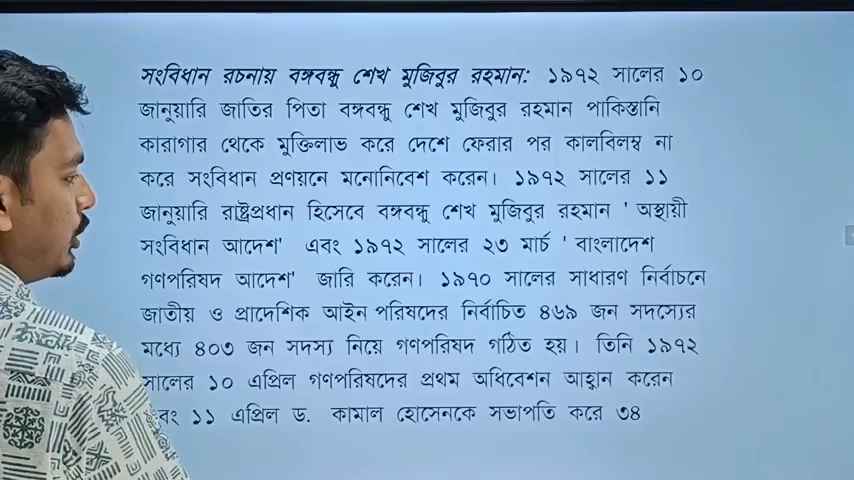 সংবিধান রচনায় বঙ্গবন্ধু শেখ মুজিবুর রহমান: ১৯৭২ সালের ১০
জানুয়ারি জাতির পিতা বঙ্গবন্ধু শেখ মুজিবুর রহমান পাকিস্তানি
কারাগার থেকে মুক্তিলাভ করে দেশে ফেরার পর কালবিলম্ব না
করে সংবিধান প্রণয়নে মনোনিবেশ করেন। ১৯৭২ সালের ১১
জানুয়ারি রাষ্ট্রপ্রধান হিসেবে বঙ্গবন্ধু শেখ মুজিবুর রহমান ' অস্থায়ী
সংবিধান আদেশ' এবং ১৯৭২ সালের ২৩ মার্চ ' বাংলাদেশ
গণপরিষদ আদেশ' জারি করেন। ১৯৭০ সালের সাধারণ নির্বাচনে
জাতীয় ও প্রাদেশিক আইন পরিষদের নির্বাচিত ৪৬৯ জন সদস্যের
মধ্যে ৪০৩ জন সদস্য নিয়ে গণপরিষদ গঠিত হয়। তিনি ১৯৭২
সালের ১০ এপ্রিল গণপরিষদের প্রথম অধিবেশন আহ্বান করেন
এবং ১১ এপ্রিল ড. কামাল হোসেনকে সভাপতি করে ৩৪